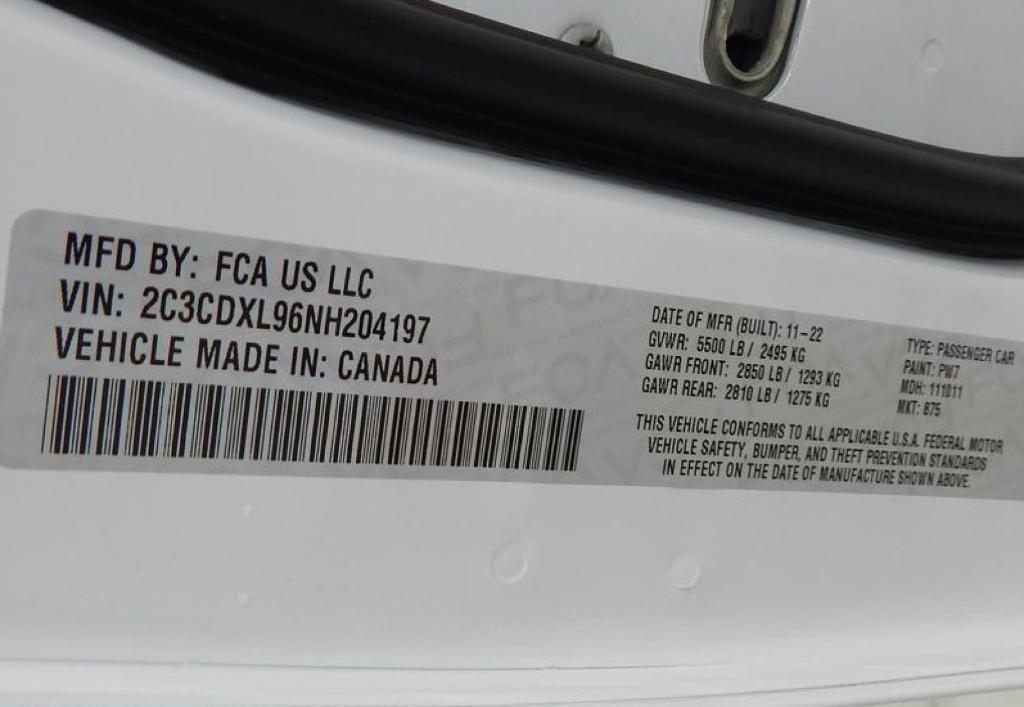 MFD BY: FCA US LLC
VIN: 2C3CDXL96NH204197
VEHICLE MADE IN: CANADA
DATE OF MFR (BUILT): 11-22
GVWR: 5500 LB / 2495 KG
GAWR FRONT: 2850 LB / 1293 KG
GAWR REAR: 2810 LB / 1275 KG
TYPE: PASSENGER CAR
PAINT: PW7
MDH: 111011
MKT: 875
THIS VEHICLE CONFORMS TO ALL APPLICABLE U.S.A. FEDERAL MOTOR
VEHICLE SAFETY, BUMPER, AND THEFT PREVENTION STANDARDS
IN EFFECT ON THE DATE OF MANUFACTURE SHOWN ABOVE.